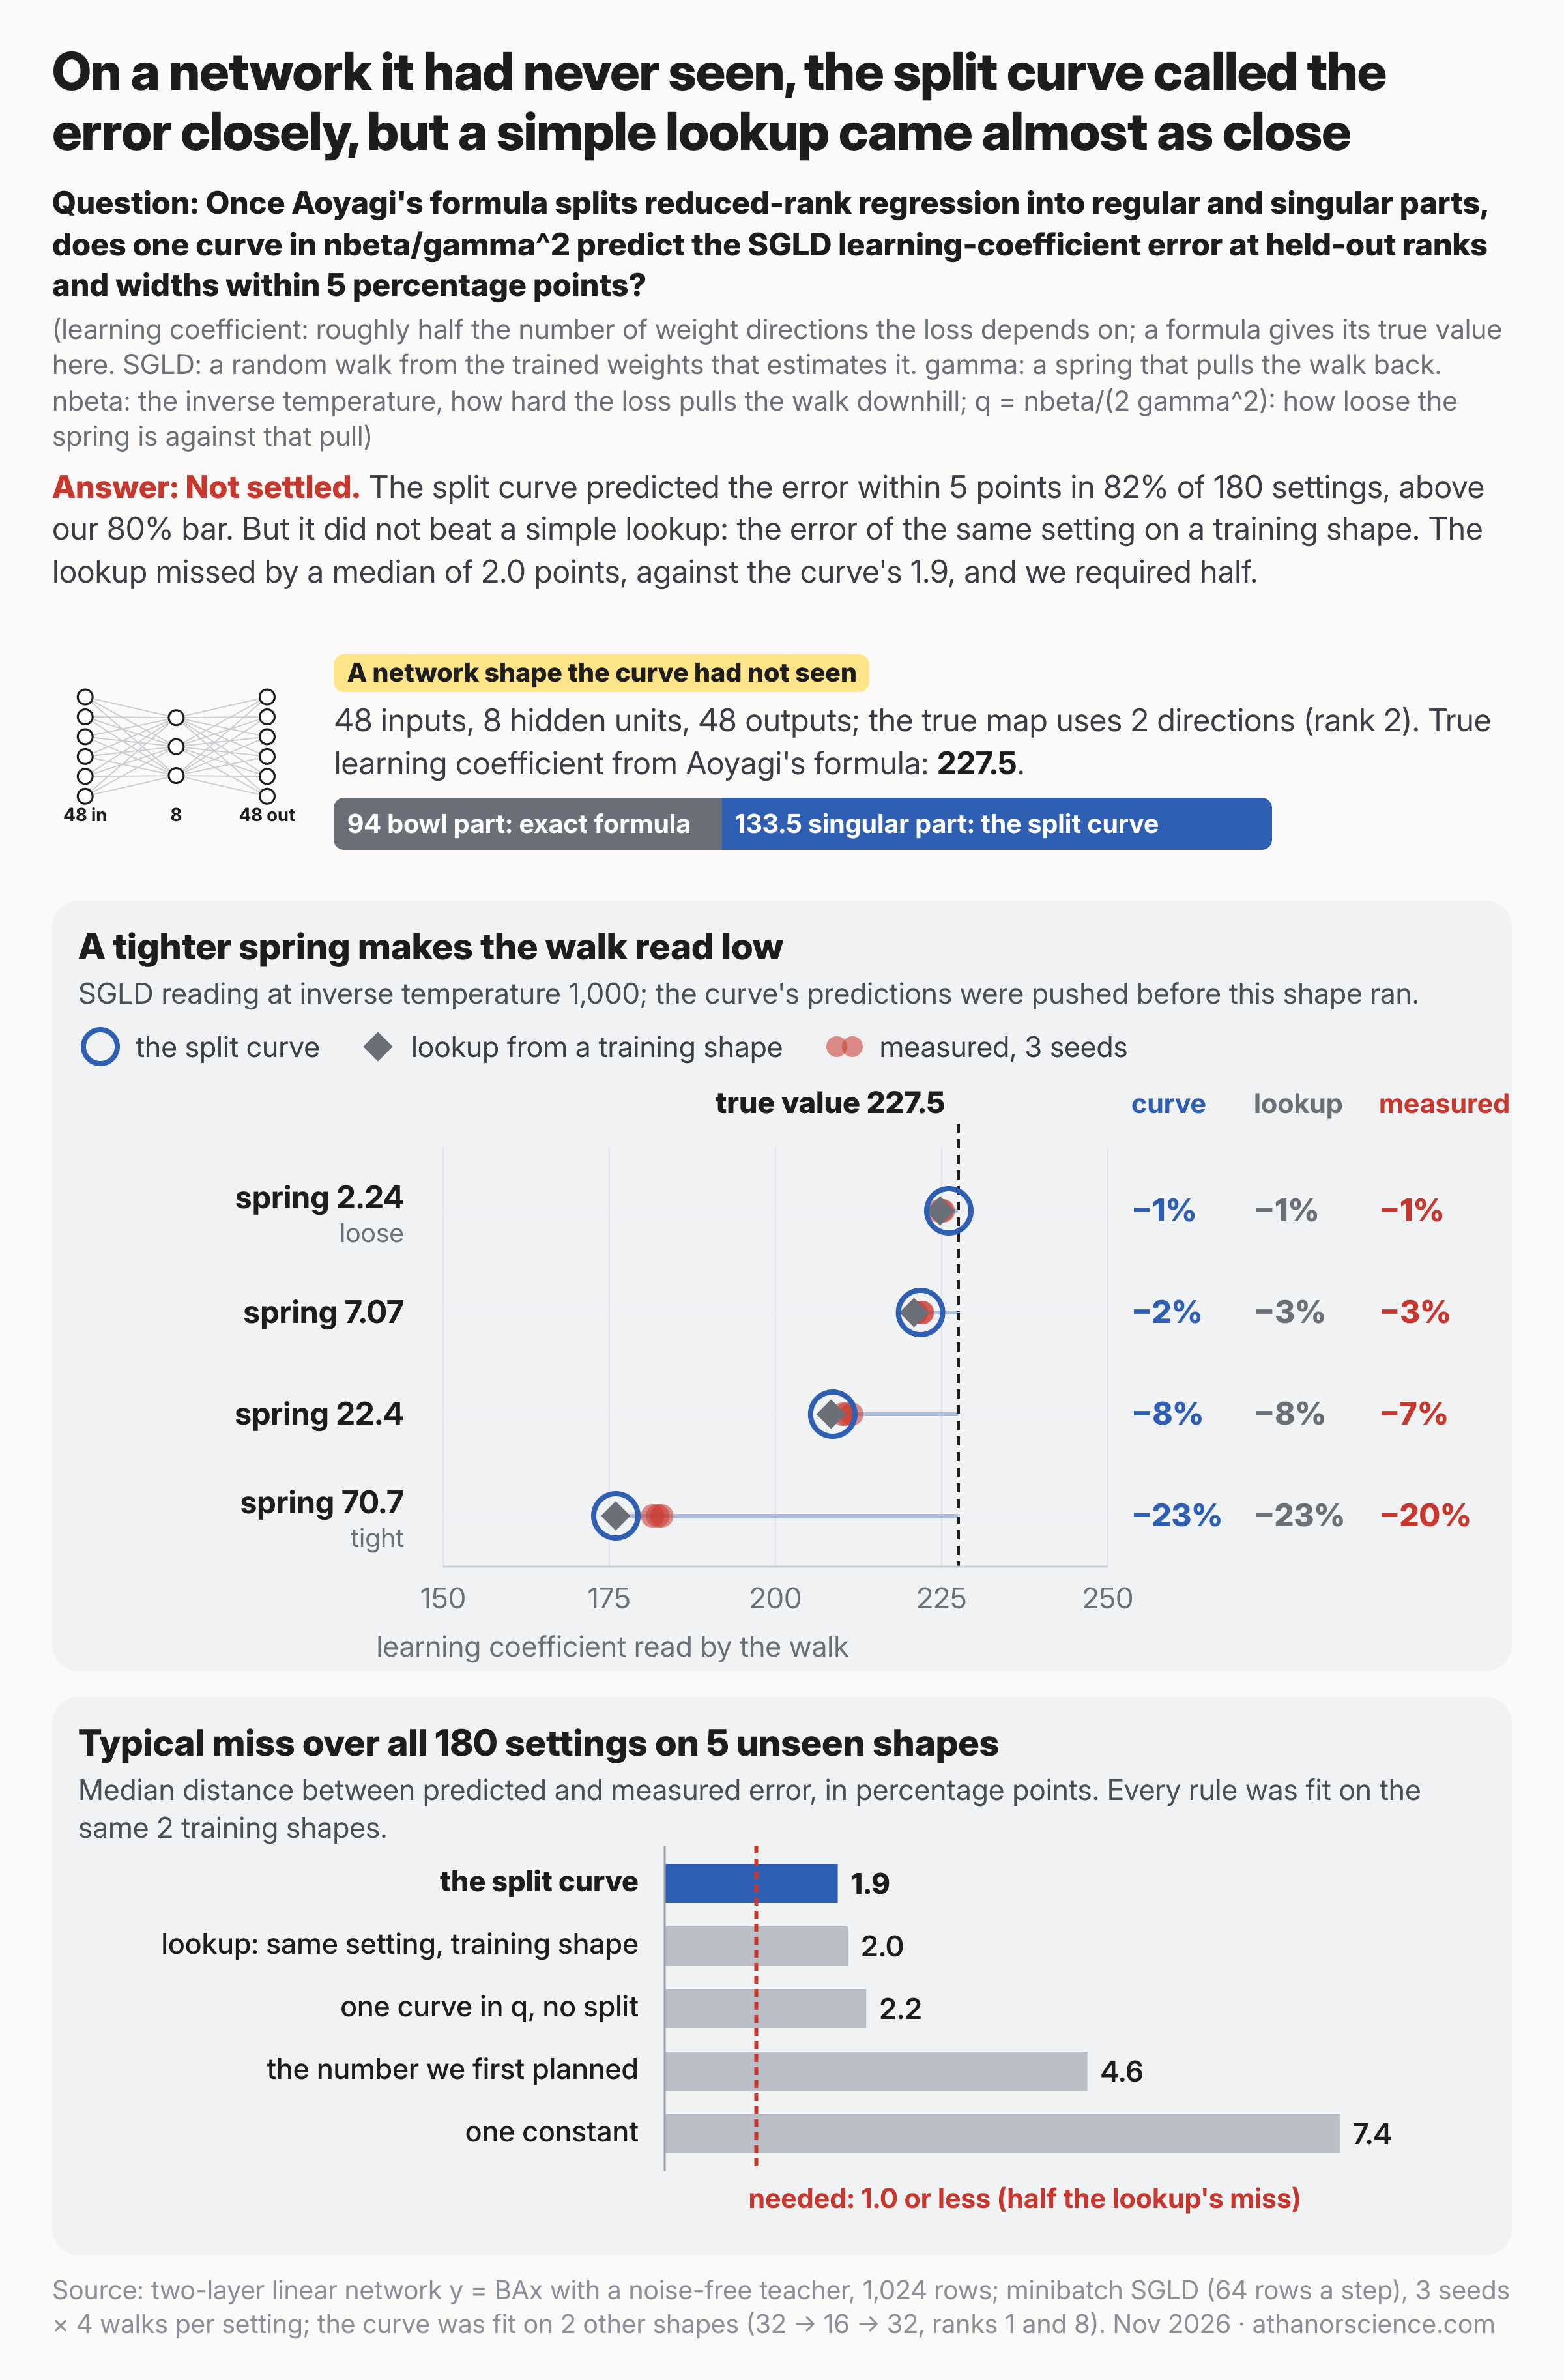 On a network it had never seen, the split curve called the
error closely, but a simple lookup came almost as close
Question: Once Aoyagi's formula splits reduced-rank regression into regular and singular parts,
does one curve in nbeta/gamma^2 predict the SGLD learning-coefficient error at held-out ranks
and widths within 5 percentage points?
(learning coefficient: roughly half the number of weight directions the loss depends on; a formula gives its true value
here. SGLD: a random walk from the trained weights that estimates it. gamma: a spring that pulls the walk back.
nbeta: the inverse temperature, how hard the loss pulls the walk downhill; q = nbeta/(2 gamma^2): how loose the
spring is against that pull)
Answer: Not settled. The split curve predicted the error within 5 points in 82% of 180 settings, above
our 80% bar. But it did not beat a simple lookup: the error of the same setting on a training shape. The
lookup missed by a median of 2.0 points, against the curve's 1.9, and we required half.
A network shape the curve had not seen
48 inputs, 8 hidden units, 48 outputs; the true map uses 2 directions (rank 2). True
learning coefficient from Aoyagi's formula: 227.5.
48 in 8 48 out
94 bowl part: exact formula 133.5 singular part: the split curve
A tighter spring makes the walk read low
SGLD reading at inverse temperature 1,000; the curve's predictions were pushed before this shape ran.
the split curve lookup from a training shape measured, 3 seeds
true value 227.5 curve lookup measured
spring 2.24 −1% −1% −1%
loose
spring 7.07 −2% −3% −3%
spring 22.4 −8% −8% −7%
spring 70.7 −23% −23% −20%
tight
150 175 200 225 250
learning coefficient read by the walk
Typical miss over all 180 settings on 5 unseen shapes
Median distance between predicted and measured error, in percentage points. Every rule was fit on the
same 2 training shapes.
the split curve 1.9
lookup: same setting, training shape 2.0
one curve in q, no split 2.2
the number we first planned 4.6
one constant 7.4
needed: 1.0 or less (half the lookup's miss)
Source: two-layer linear network y = BAx with a noise-free teacher, 1,024 rows; minibatch SGLD (64 rows a step), 3 seeds
× 4 walks per setting; the curve was fit on 2 other shapes (32 → 16 → 32, ranks 1 and 8). Nov 2026 · athanorscience.com